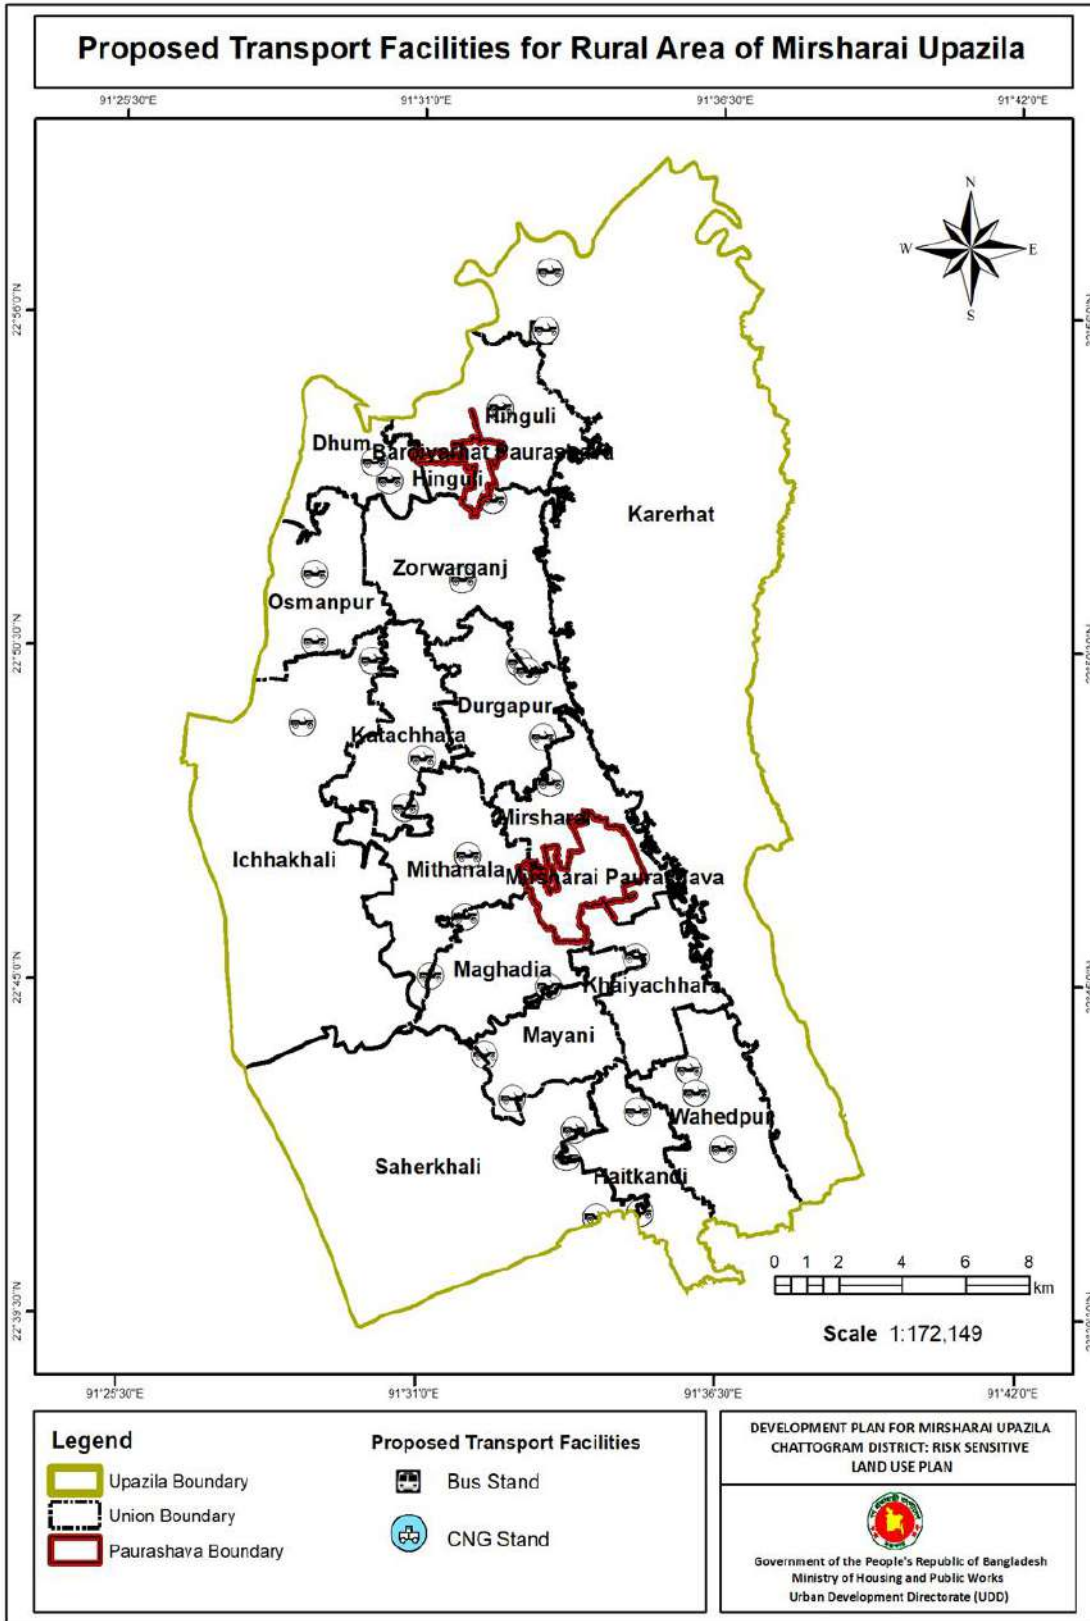 Proposed Transport Facilities for Rural Area of Mirsharai Upazila
91°25'30"E 91°31'0"E 91°36'30"E 91°42'0"E
N
W E
S
22°56'0"N
Hinguli
Dhum
Baroiyarhat Paurashava
Hinguli
Karerhat
Zorwarganj
Osmanpur
22°50'30"N
Durgapur
Katachhara
Mirsharai
Ichhakhali
Mithanala
Mirsharai Paurashava
Maghadia
22°45'0"N
Khaiyachhara
Mayani
Wahedpur
Saherkhali
Haitkandi
0 1 2 4 6 8
km
22°39'30"N
Scale 1:172,149
91°25'30"E 91°31'0"E 91°36'30"E 91°42'0"E
Legend
Upazila Boundary
Union Boundary
Paurashava Boundary
Proposed Transport Facilities
Bus Stand
CNG Stand
DEVELOPMENT PLAN FOR MIRSHARAI UPAZILA
CHATTOGRAM DISTRICT: RISK SENSITIVE
LAND USE PLAN
Government of the People's Republic of Bangladesh
Ministry of Housing and Public Works
Urban Development Directorate (UDD)